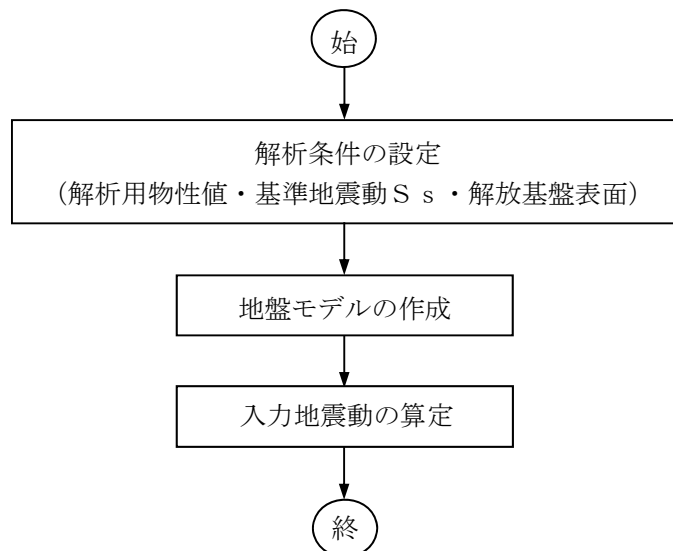 始
解析条件の設定
（解析用物性値・基準地震動Ｓｓ・解放基盤表面）
地盤モデルの作成
入力地震動の算定
終